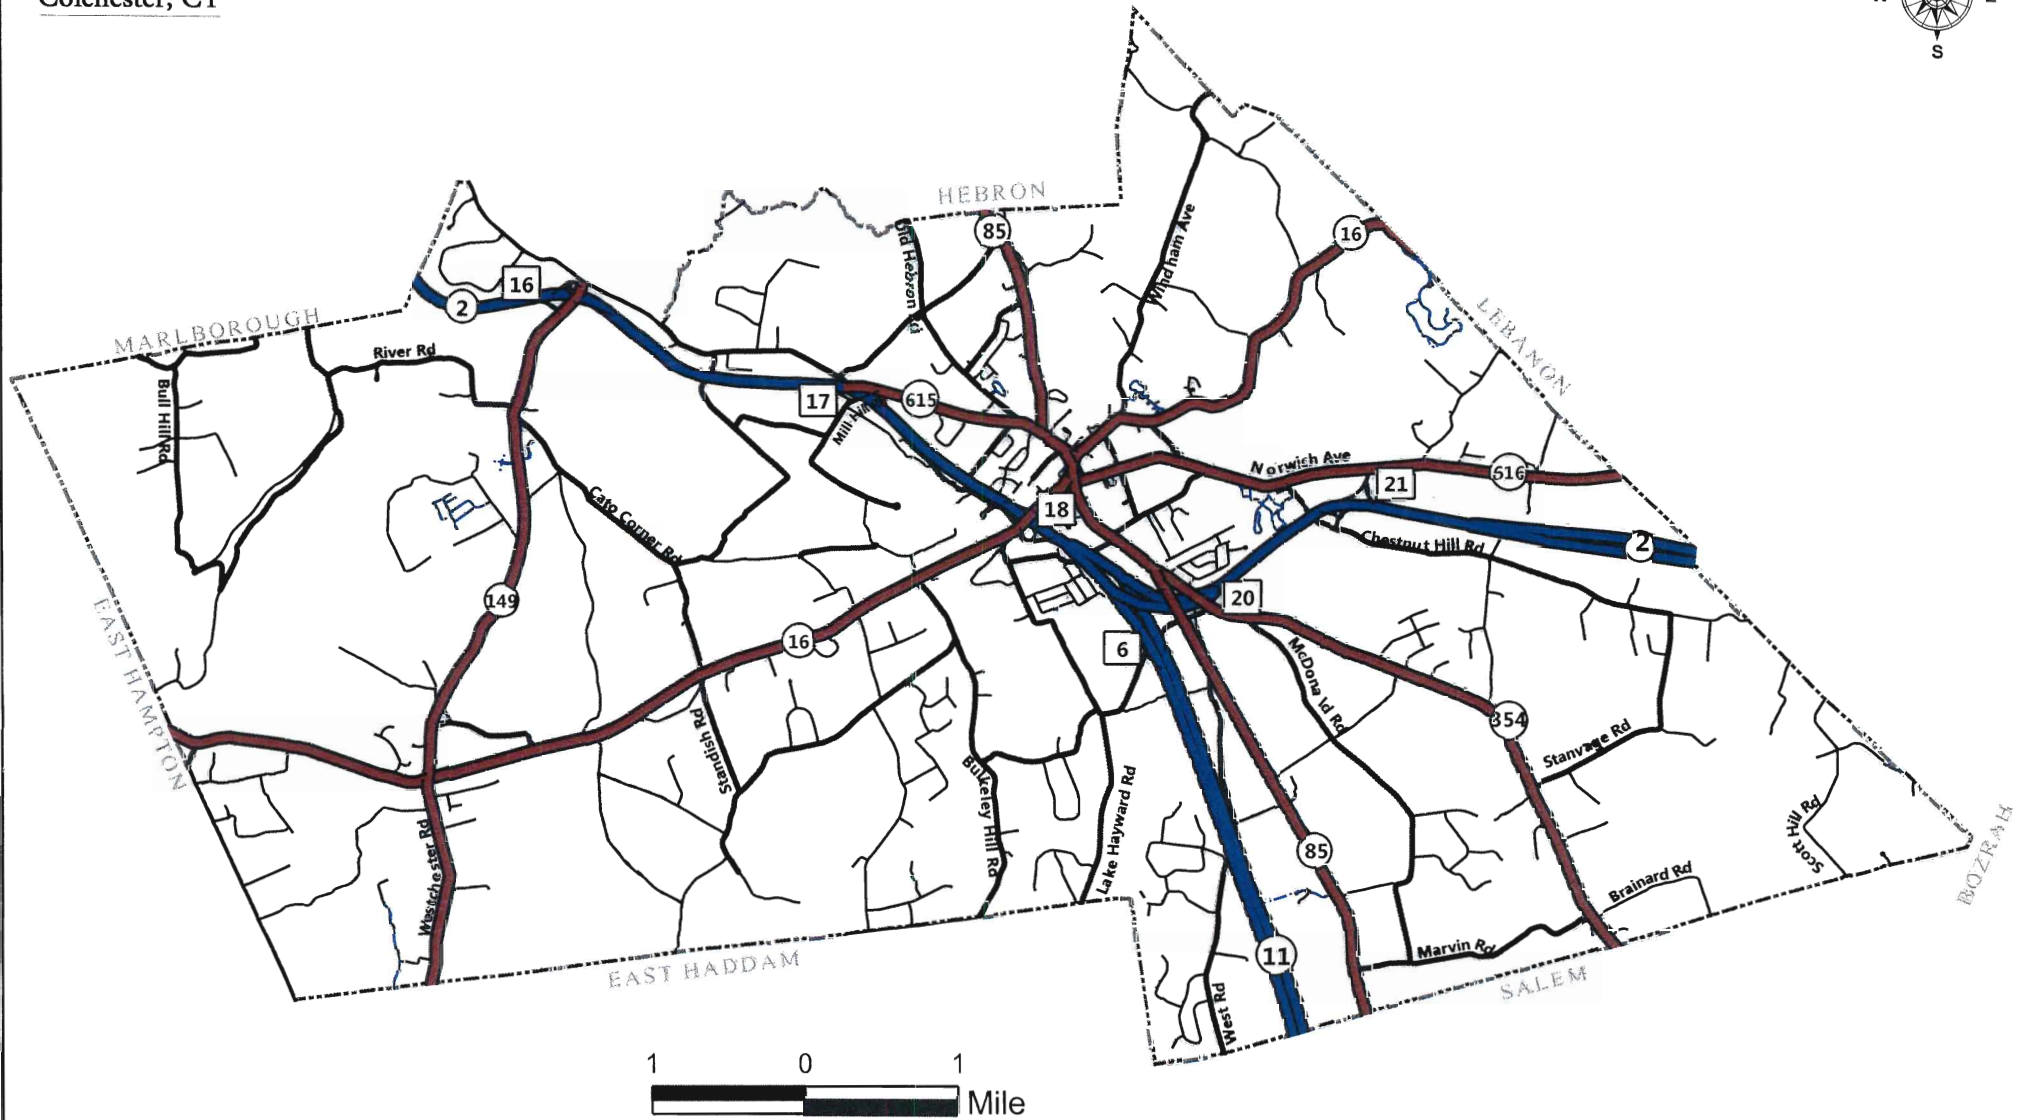 Colchester, CT
S
HEBRON
85
16
Old Hebron Rd
Windham Ave
16
2
MARLBOROUGH
LEBANON
River Rd
Bull Hill Rd
17
615
Mill Hill
Norwich Ave
516
21
Cato Corner Rd
18
2
Chestnut Hill Rd
149
20
EAST HAMPTON
16
6
McDonald Rd
354
Standish Rd
Stanvage Rd
Bulkeley Hill Rd
Lake Hayward Rd
Westchester Rd
85
Scott Hill Rd
BOZRAH
Brainard Rd
Marvin Rd
11
EAST HADDAM
SALEM
West Rd
1 0 1
Mile